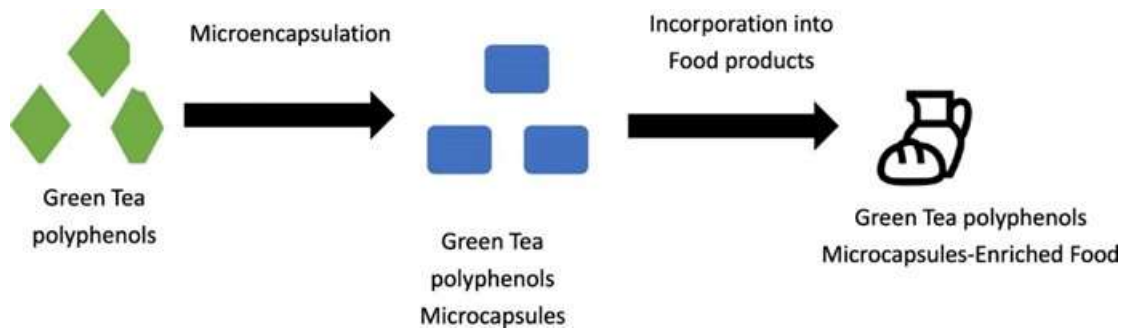 Microencapsulation
Incorporation into
Food products
Green Tea
polyphenols
Green Tea
polyphenols
Microcapsules
Green Tea polyphenols
Microcapsules-Enriched Food